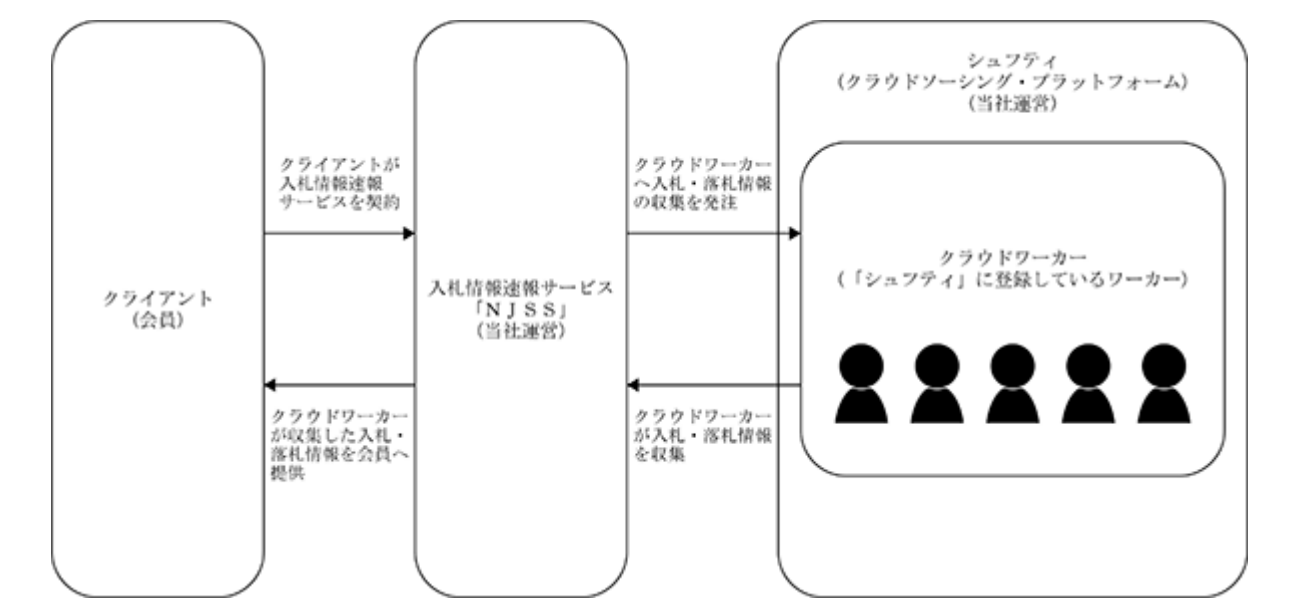 クライアント
(会員)
クライアントが
入札情報速報
サービスを契約
クラウドワーカー
が収集した入札・
落札情報を会員へ
提供
入札情報速報サービス
「ＮＪＳＳ」
(当社運営)
クラウドワーカー
へ入札・落札情報
の収集を発注
クラウドワーカー
が入札・落札情報
を収集
シュフティ
(クラウドソーシング・プラットフォーム)
(当社運営)
クラウドワーカー
(「シュフティ」に登録しているワーカー)